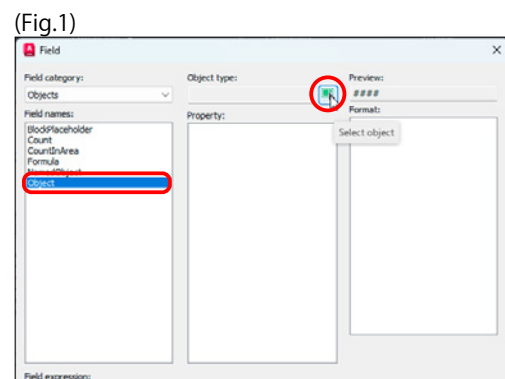 (Fig.1)
Field
Field category:
Object type:
Preview:
Objects
####
Field names:
Property:
Format:
BlockPlaceholder
Count
CountInArea
Formula
NamedObject
Object
Select object
Field expression: